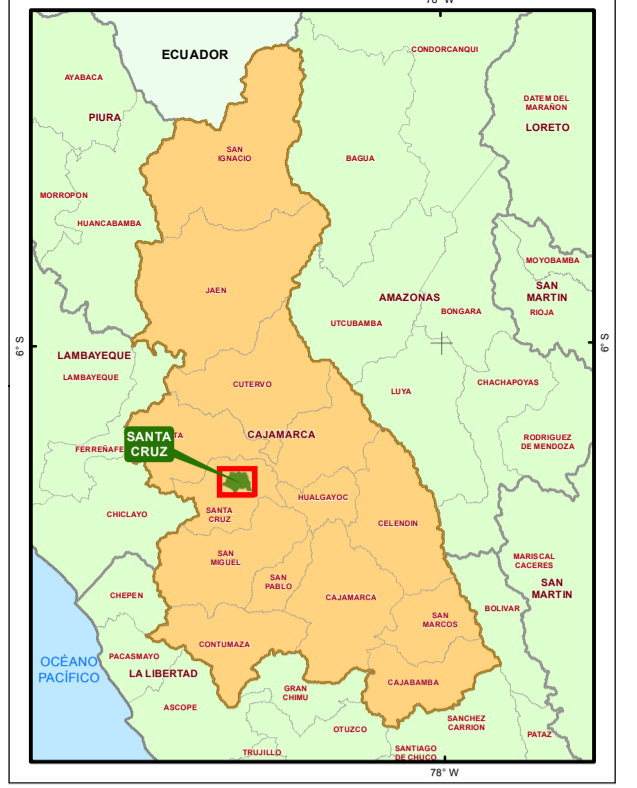 78° W
ECUADOR
CONDORCANQUI
AYABACA
DATEM DEL
MARAÑON
PIURA
LORETO
SAN
IGNACIO
BAGUA
MORROPON
HUANCABAMBA
MOYOBAMBA
SAN
MARTIN
JAEN
AMAZONAS
BONGARA
RIOJA
UTCUBAMBA
6° S
6° S
LAMBAYEQUE
LAMBAYEQUE
CUTERVO
LUYA
CHACHAPOYAS
SANTA
CRUZ
TA
CAJAMARCA
FERREÑAFE
RODRIGUEZ
DE MENDOZA
HUALGAYOC
SANTA
CRUZ
CHICLAYO
CELENDIN
SAN
MIGUEL
MARISCAL
CACERES
SAN
PABLO
SAN
MARTIN
CHEPEN
CAJAMARCA
BOLIVAR
SAN
MARCOS
CONTUMAZA
OCÉANO
PACÍFICO
PACASMAYO
LA LIBERTAD
CAJABAMBA
GRAN
CHIMU
ASCOPE
SANCHEZ
CARRION
OTUZCO
PATAZ
TRUJILLO
SANTIAGO
DE CHUCO
78° W